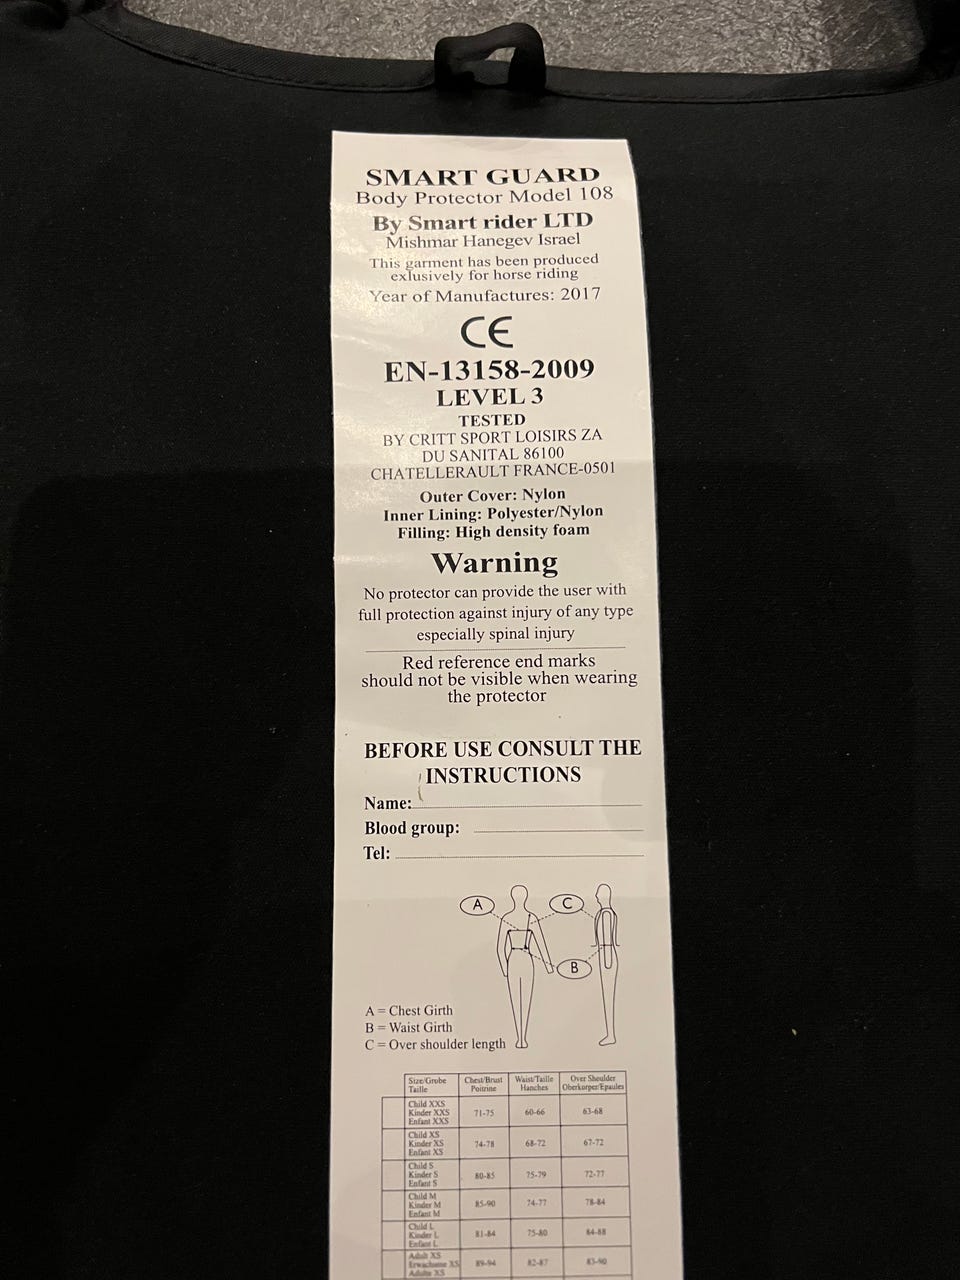 SMART GUARD
Body Protector Model 108
By Smart rider LTD
Mishmar Hanegev Israel
This garment has been produced
exlusively for horse riding
Year of Manufactures: 2017
CE
EN-13158-2009
LEVEL 3
TESTED
BY CRITT SPORT LOISIRS ZA
DU SANITAL 86100
CHATELLERAULT FRANCE-0501
Outer Cover: Nylon
Inner Lining: Polyester/Nylon
Filling: High density foam
Warning
No protector can provide the user with
full protection against injury of any type
especially spinal injury
Red reference end marks
should not be visible when wearing
the protector
BEFORE USE CONSULT THE
INSTRUCTIONS
Name:
Blood group:
Tel:
A C
B
A = Chest Girth
B = Waist Girth
C = Over shoulder length
Size/Grobe Chest/Brust Waist/Taille Over Shoulder
Taille Poitrine Hanches Oberkorper/Epaules
Child XXS
Kinder XXS 71-75 60-66 63-68
Enfant XXS
Child XS
Kinder XS 74-78 68-72 67-72
Enfant XS
Child S
Kinder S 80-85 75-79 72-77
Enfant S
Child M
Kinder M 85-90 74-77 78-84
Enfant M
Child L
Kinder L 81-84 75-80 84-88
Enfant L
Adult XS
Erwachsene XS 89-94 82-87 83-90
Adulte XS